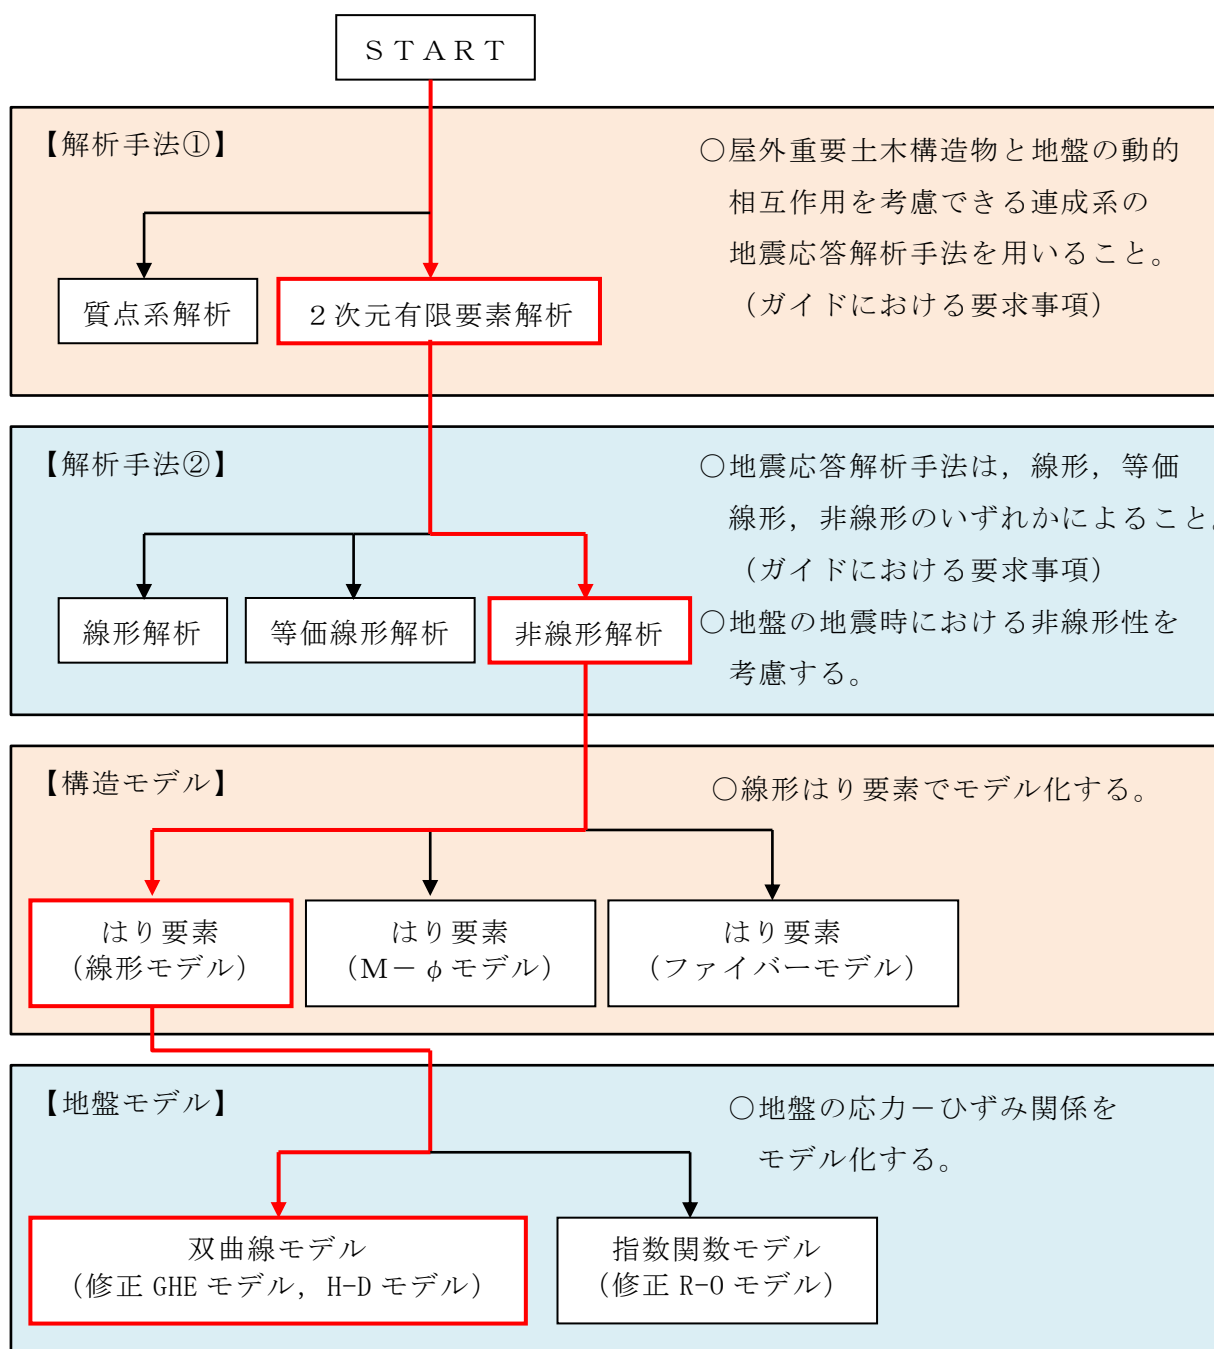 ＳＴＡＲＴ
【解析手法①】
○屋外重要土木構造物と地盤の動的
相互作用を考慮できる連成系の
地震応答解析手法を用いること。
（ガイドにおける要求事項）
質点系解析
２次元有限要素解析
【解析手法②】
○地震応答解析手法は，線形，等価
線形，非線形のいずれかによること。
（ガイドにおける要求事項）
○地盤の地震時における非線形性を
考慮する。
線形解析
等価線形解析
非線形解析
【構造モデル】
○線形はり要素でモデル化する。
はり要素
（線形モデル）
はり要素
（Ｍ－φモデル）
はり要素
（ファイバーモデル）
【地盤モデル】
○地盤の応力－ひずみ関係を
モデル化する。
双曲線モデル
（修正 GHE モデル，H-D モデル）
指数関数モデル
（修正 R-O モデル）